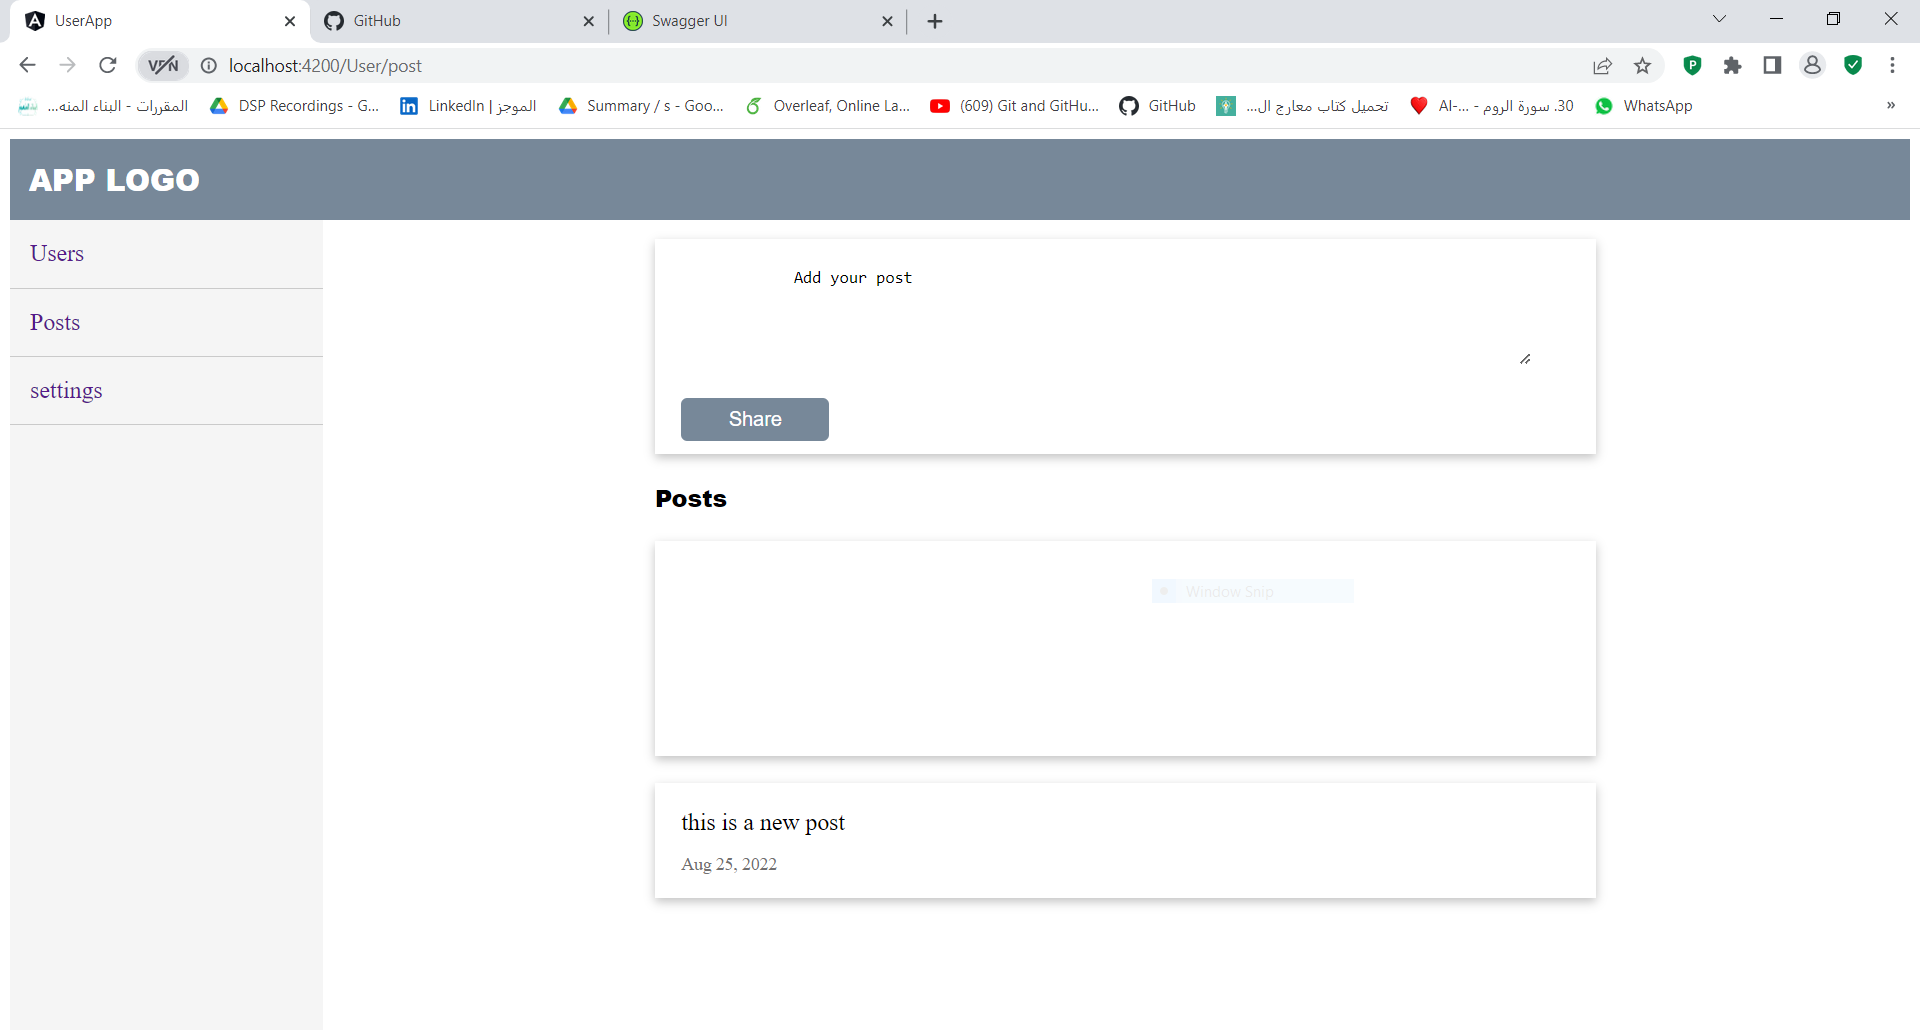 UserApp
GitHub
Swagger UI
VPN
localhost:4200/User/post
المقررات - البناء المنه...
DSP Recordings - G...
LinkedIn | الموجز
Summary / s - Goo...
Overleaf, Online La...
(609) Git and GitHu...
GitHub
تحميل كتاب معارج ال...
30. سورة الروم - Al-...
WhatsApp
»
APP LOGO
Users
Posts
settings
Add your post
Share
Posts
Window Snip
this is a new post
Aug 25, 2022